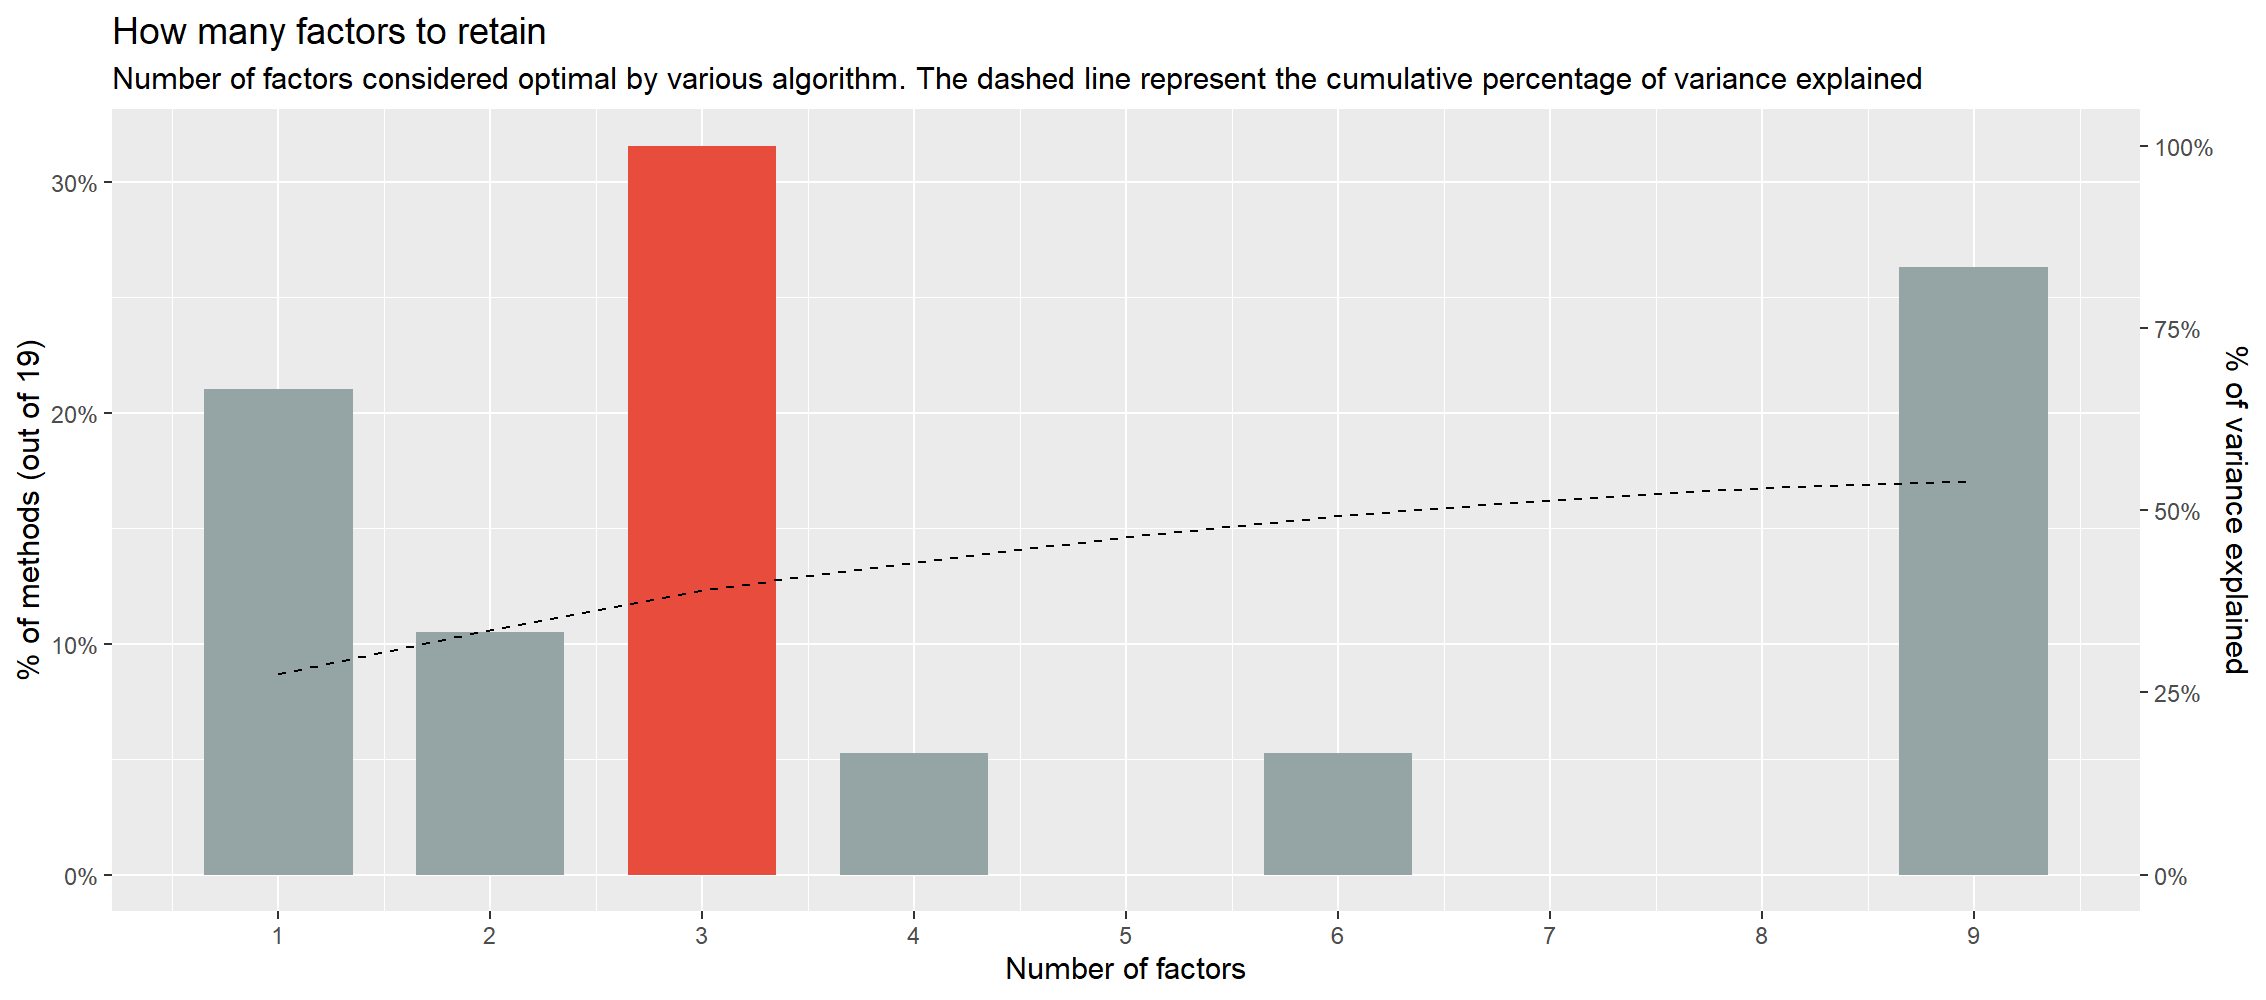 How many factors to retain
Number of factors considered optimal by various algorithm. The dashed line represent the cumulative percentage of variance explained
% of methods (out of 19)
30%
20%
10%
0%
100%
75%
50%
25%
0%
% of variance explained
1 2 3 4 5 6 7 8 9
Number of factors